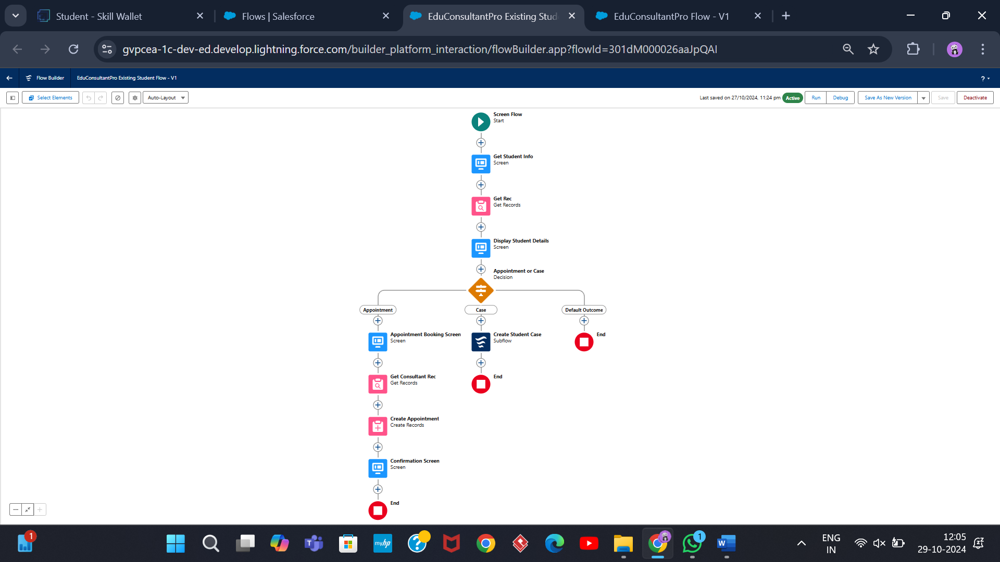 Student - Skill Wallet
Flows | Salesforce
EduConsultantPro Existing Stud
EduConsultantPro Flow - V1
gvpcea-1c-dev-ed.develop.lightning.force.com/builder_platform_interaction/flowBuilder.app?flowId=301dM000026aaJpQAI
Flow Builder
EduConsultantPro Existing Student Flow - V1
?
Select Elements
Auto-Layout
Last saved on 27/10/2024, 11:24 pm
Active
Run
Debug
Save As New Version
Save
Deactivate
Screen Flow
Start
Get Student Info
Screen
Get Rec
Get Records
Display Student Details
Screen
Appointment or Case
Decision
Appointment
Case
Default Outcome
Appointment Booking Screen
Screen
Create Student Case
Subflow
End
Get Consultant Rec
Get Records
End
Create Appointment
Create Records
Confirmation Screen
Screen
End
1
myhp
?
1
W
ENG
IN
12:05
29-10-2024